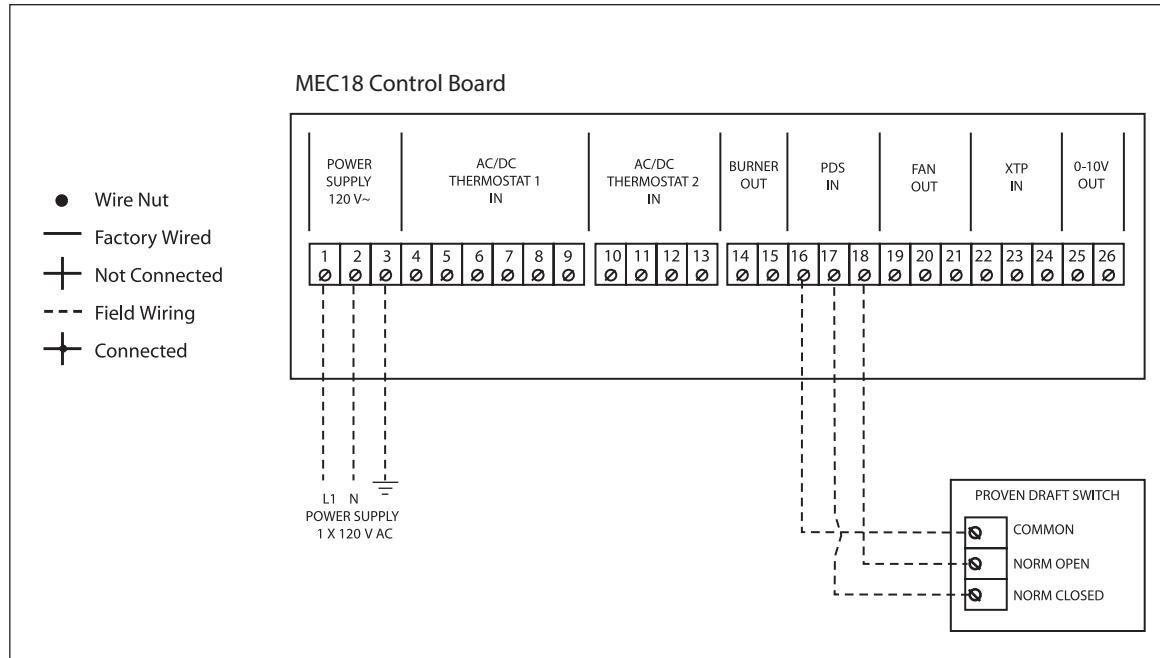 MEC18 Control Board
POWER
SUPPLY
120 V~
AC/DC
THERMOSTAT 1
IN
AC/DC
THERMOSTAT 2
IN
BURNER
OUT
PDS
IN
FAN
OUT
XTP
IN
0-10V
OUT
1 2 3 4 5 6 7 8 9 10 11 12 13 14 15 16 17 18 19 20 21 22 23 24 25 26
Wire Nut
Factory Wired
Not Connected
Field Wiring
Connected
L1 N
POWER SUPPLY
1 X 120 V AC
PROVEN DRAFT SWITCH
COMMON
NORM OPEN
NORM CLOSED